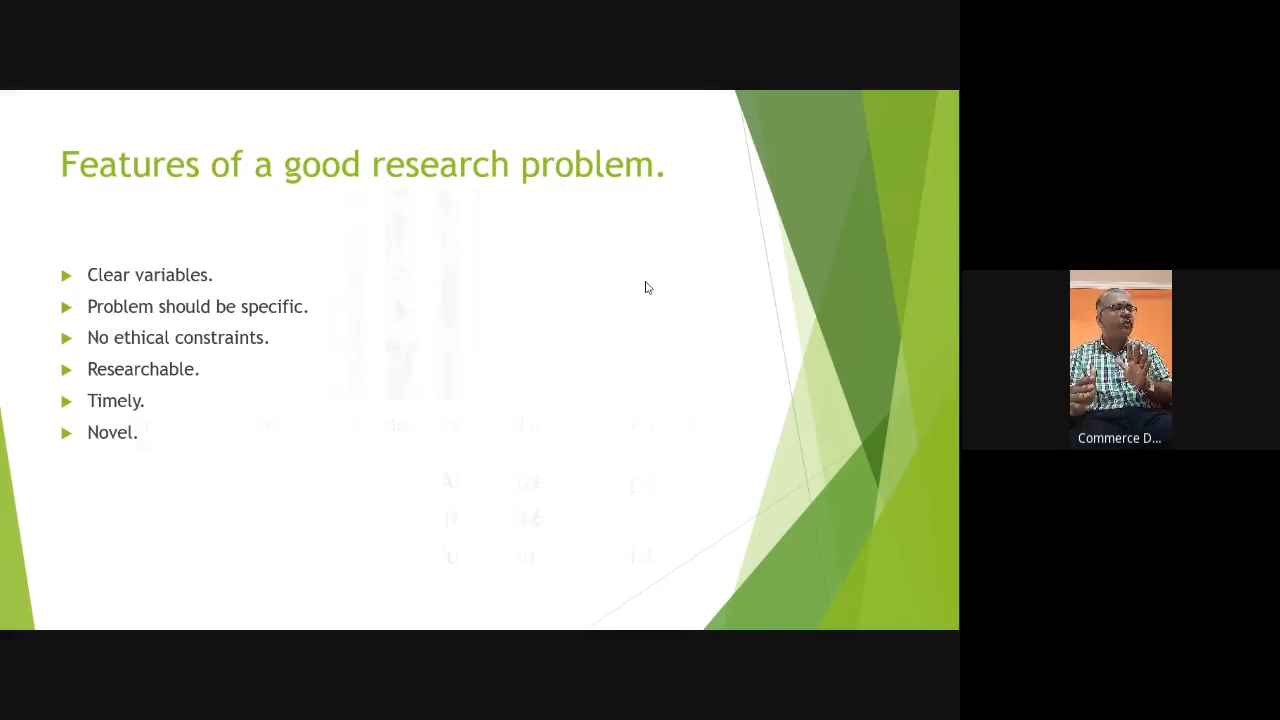 Features of a good research problem.
Clear variables.
Problem should be specific.
No ethical constraints.
Researchable.
Timely.
Novel.
Commerce D...